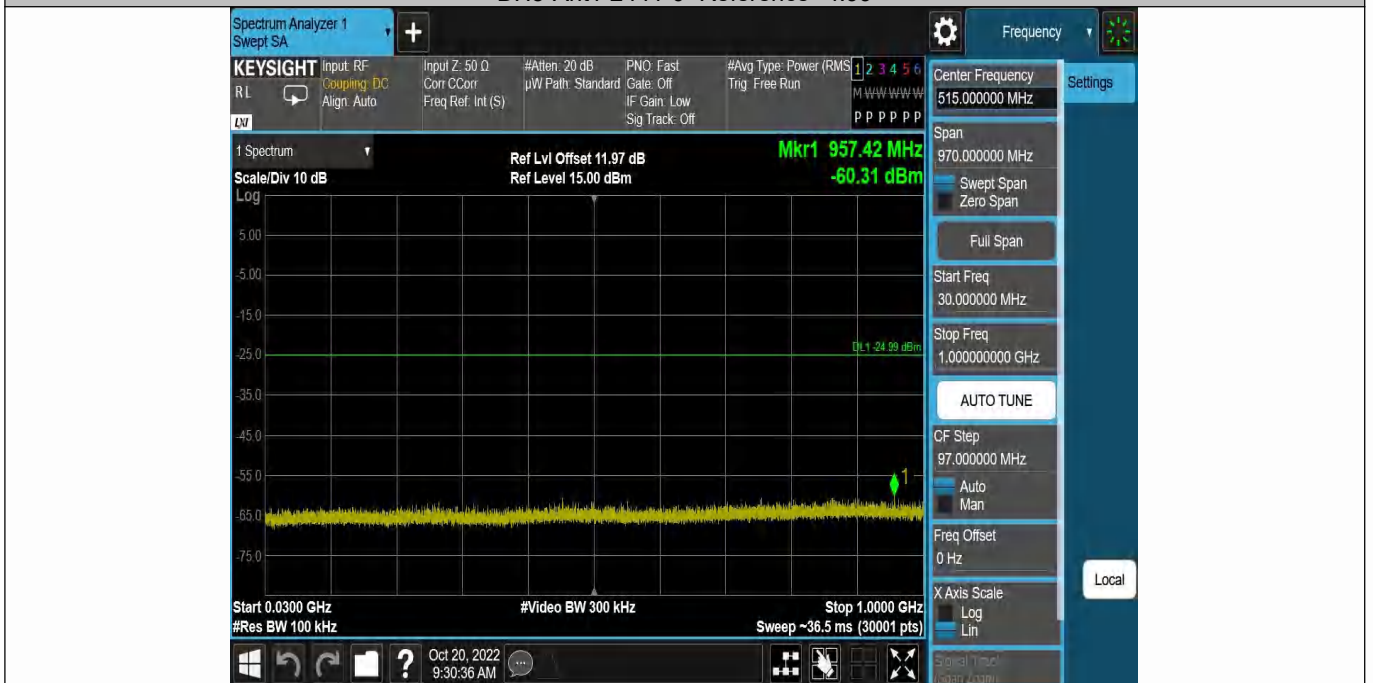 Spectrum Analyzer 1
Swept SA
+
Frequency
KEYSIGHT
RL
LXI
Input: RF
Coupling: DC
Align: Auto
Input Z: 50 Ω
Corr CCorr
Freq Ref: Int (S)
#Atten: 20 dB
µW Path: Standard
PNO: Fast
Gate: Off
IF Gain: Low
Sig Track: Off
#Avg Type: Power (RMS
Trig: Free Run
1 2 3 4 5 6
M W W W W W
P P P P P P
Center Frequency
515.000000 MHz
Settings
1 Spectrum
Scale/Div 10 dB
Ref Lvl Offset 11.97 dB
Ref Level 15.00 dBm
Mkr1 957.42 MHz
-60.31 dBm
Span
970.000000 MHz
Swept Span
Zero Span
Full Span
Start Freq
30.000000 MHz
Stop Freq
1.000000000 GHz
AUTO TUNE
CF Step
97.000000 MHz
Auto
Man
Freq Offset
0 Hz
X Axis Scale
Log
Lin
Signal Track
(Span Zoom)
Local
Log
5.00
-5.00
-15.0
-25.0
-35.0
-45.0
-55.0
-65.0
-75.0
DL1 -24.99 dBm
1
Start 0.0300 GHz
#Res BW 100 kHz
#Video BW 300 kHz
Stop 1.0000 GHz
Sweep ~36.5 ms (30001 pts)
?
Oct 20, 2022
9:30:36 AM